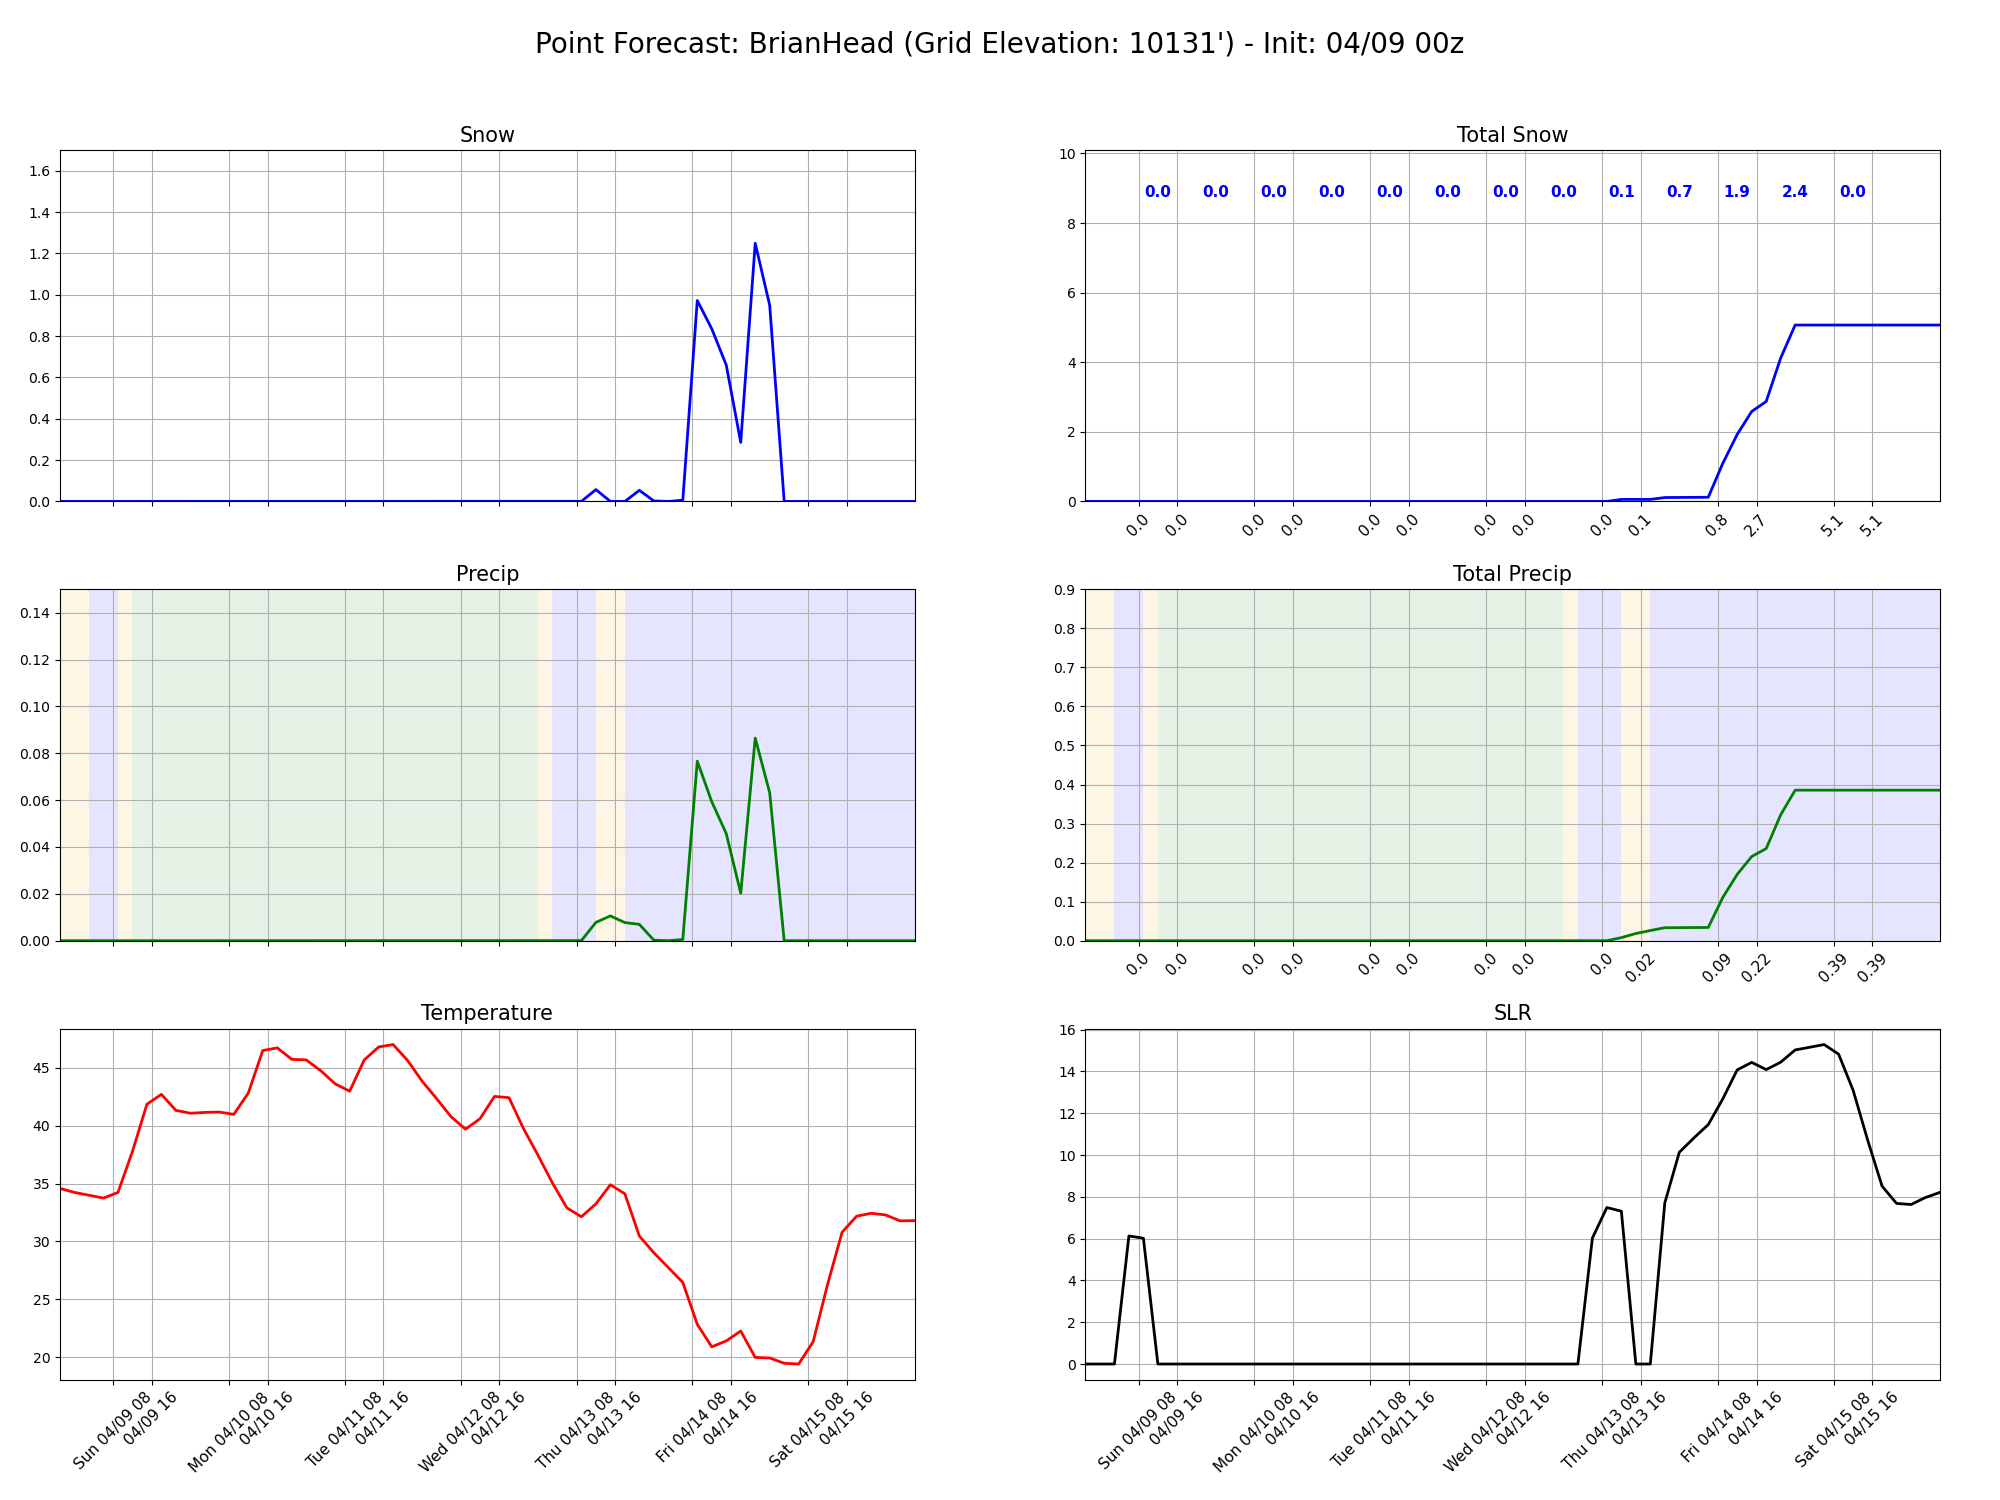 Point Forecast: BrianHead (Grid Elevation: 10131') - Init: 04/09 00z
Snow
1.6
1.4
1.2
1.0
0.8
0.6
0.4
0.2
0.0
Total Snow
10
8
6
4
2
0
0.0 0.0 0.0 0.0 0.0 0.0 0.0 0.0 0.1 0.7 1.9 2.4 0.0
0.0 0.0 0.0 0.0 0.0 0.0 0.0 0.0 0.0 0.1 0.8 2.7 5.1 5.1
Precip
0.14
0.12
0.10
0.08
0.06
0.04
0.02
0.00
Total Precip
0.9
0.8
0.7
0.6
0.5
0.4
0.3
0.2
0.1
0.0
0.0 0.0 0.0 0.0 0.0 0.0 0.0 0.0 0.0 0.02 0.09 0.22 0.39 0.39
Temperature
45
40
35
30
25
20
Sun 04/09 08
04/09 16
Mon 04/10 08
04/10 16
Tue 04/11 08
04/11 16
Wed 04/12 08
04/12 16
Thu 04/13 08
04/13 16
Fri 04/14 08
04/14 16
Sat 04/15 08
04/15 16
SLR
16
14
12
10
8
6
4
2
0
Sun 04/09 08
04/09 16
Mon 04/10 08
04/10 16
Tue 04/11 08
04/11 16
Wed 04/12 08
04/12 16
Thu 04/13 08
04/13 16
Fri 04/14 08
04/14 16
Sat 04/15 08
04/15 16